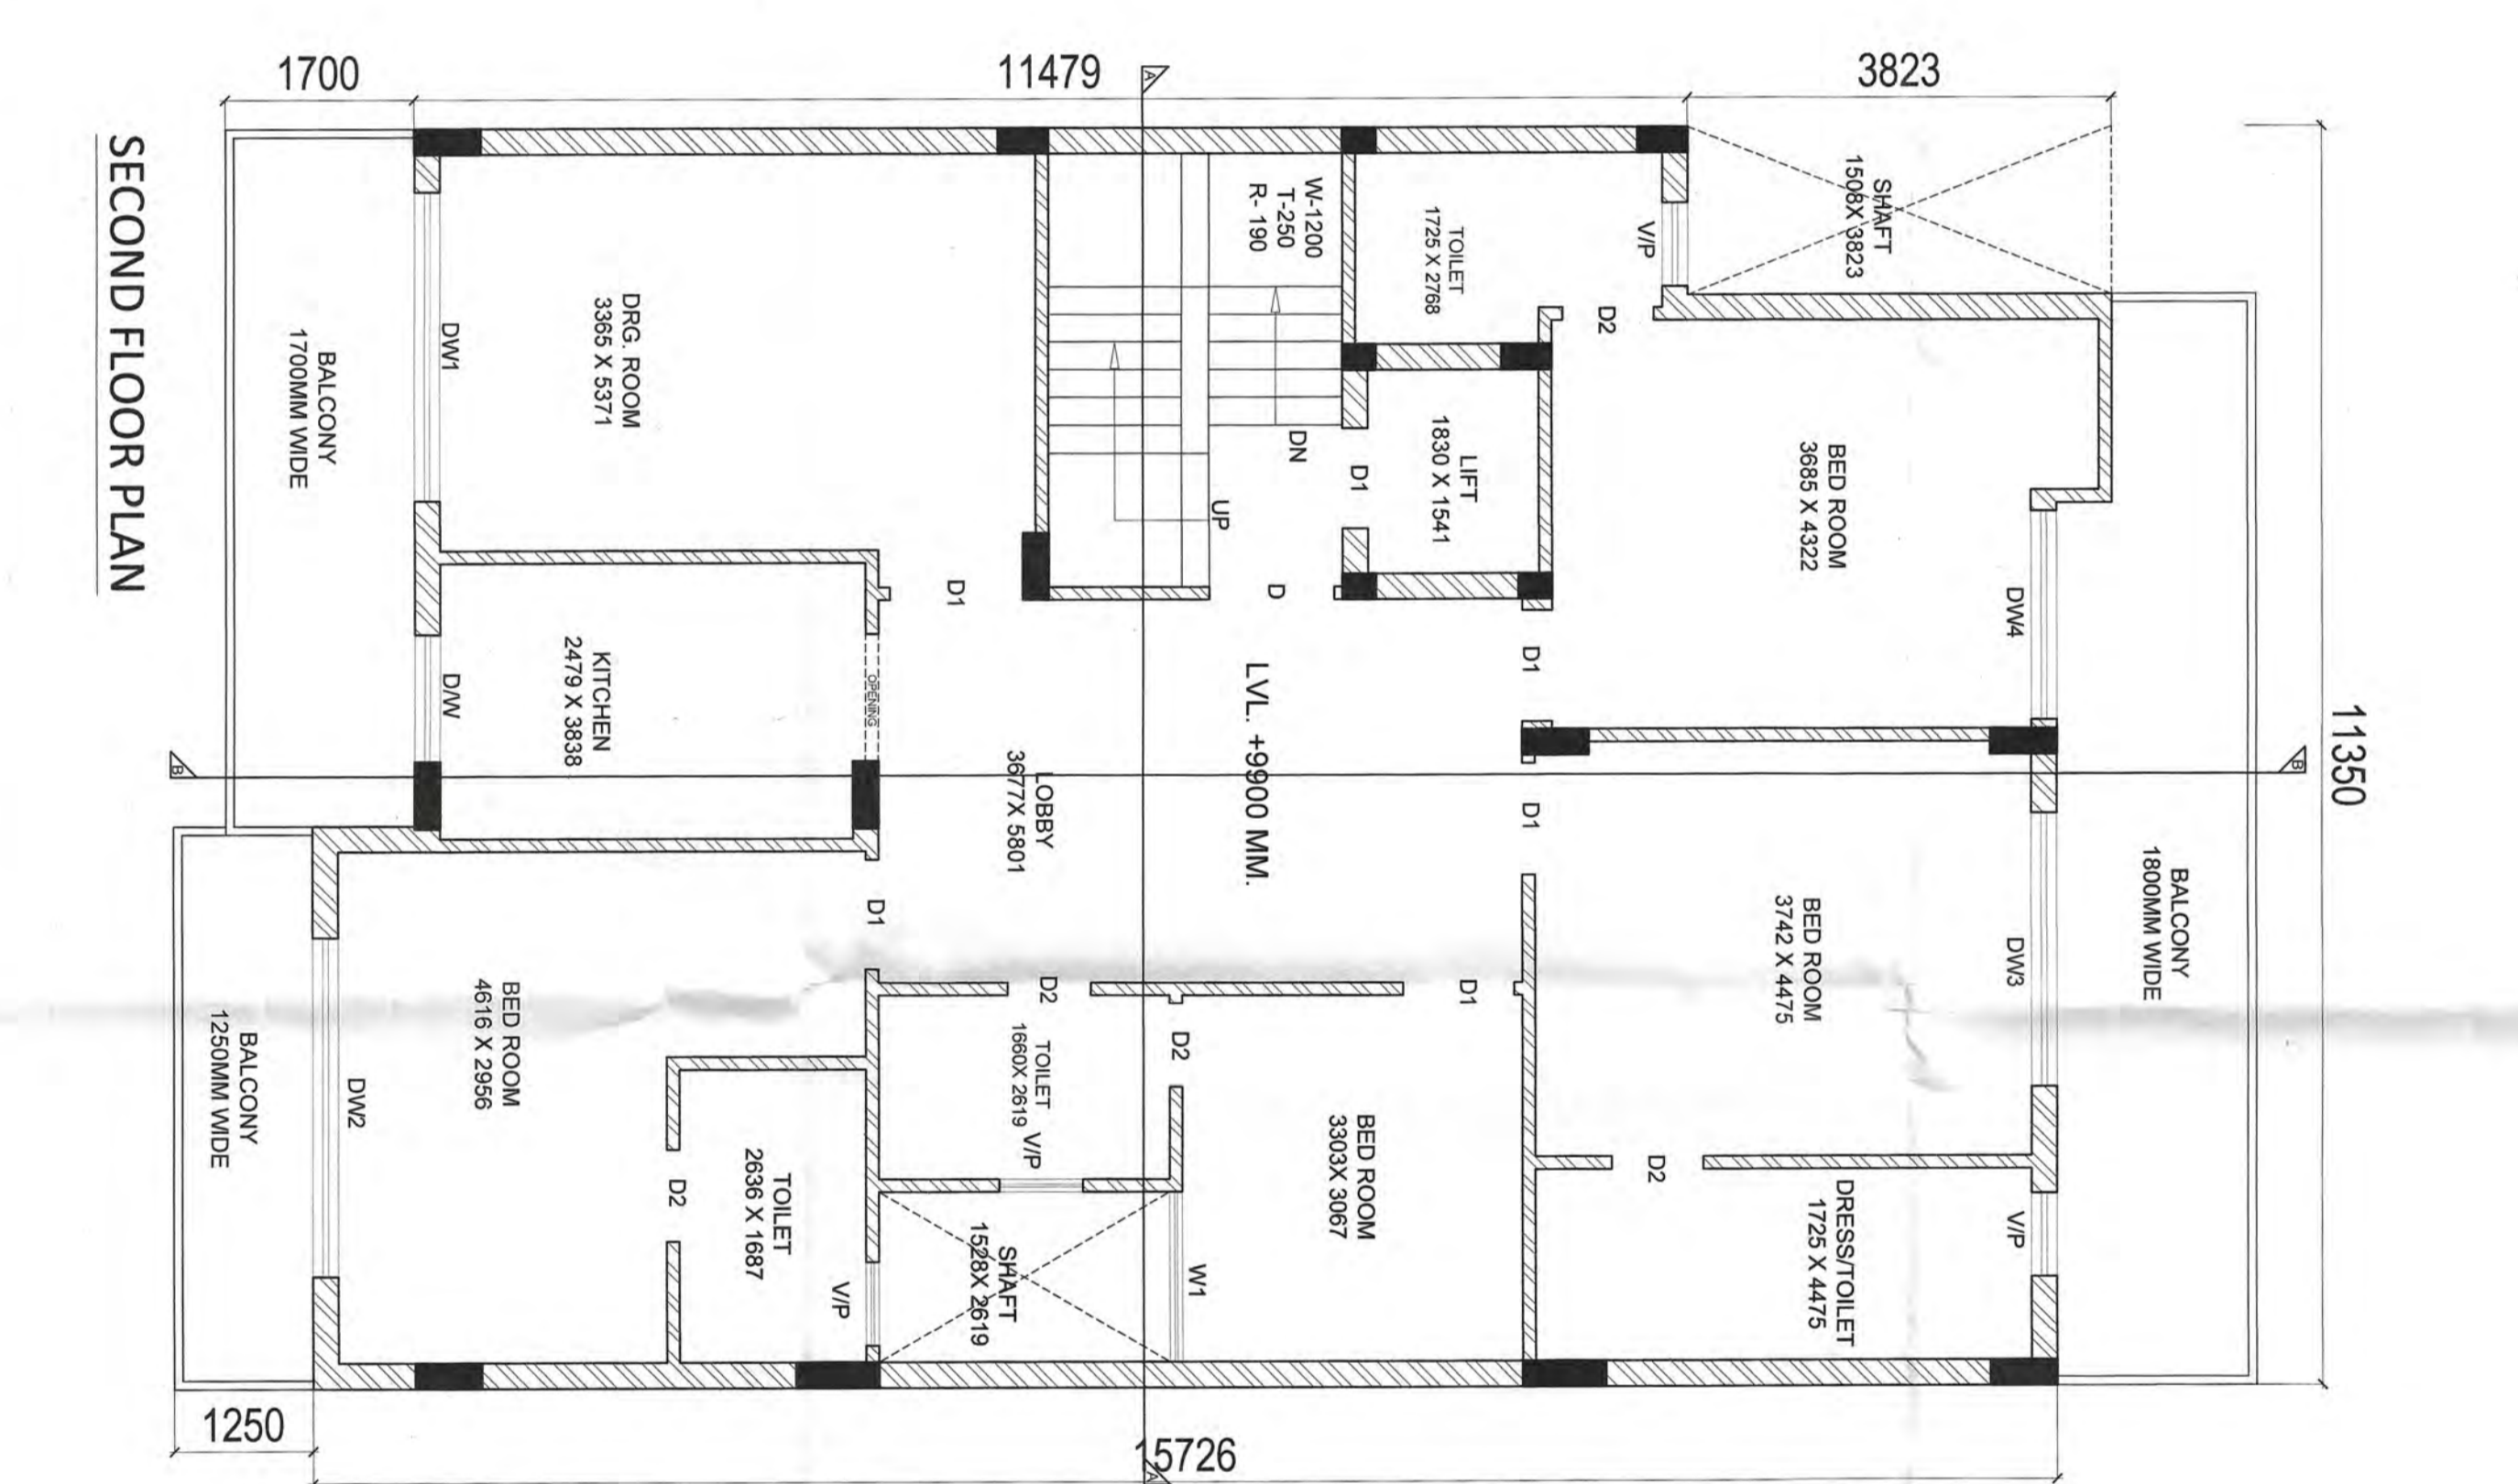 SECOND FLOOR PLAN
1700
11479
3823
11350
1250
15726
A
A
B
B
BALCONY
1700MM WIDE
DW1
DRG. ROOM
3365 X 5371
W-1200
T-250
R- 190
DN
UP
TOILET
1725 X 2768
V/P
SHAFT
1508X 3823
D2
LIFT
1830 X 1541
D1
D
BED ROOM
3685 X 4322
DW4
D1
D/W
KITCHEN
2479 X 3838
OPENING
D1
LOBBY
3677X 5801
LVL. +9900 MM.
D1
BED ROOM
3742 X 4475
DW3
BALCONY
1800MM WIDE
D1
BALCONY
1250MM WIDE
DW2
BED ROOM
4616 X 2956
D2
TOILET
2636 X 1687
V/P
D2
TOILET
1660X 2619
V/P
D2
SHAFT
1528X 2619
W1
BED ROOM
3303X 3067
D1
D2
DRESS/TOILET
1725 X 4475
V/P